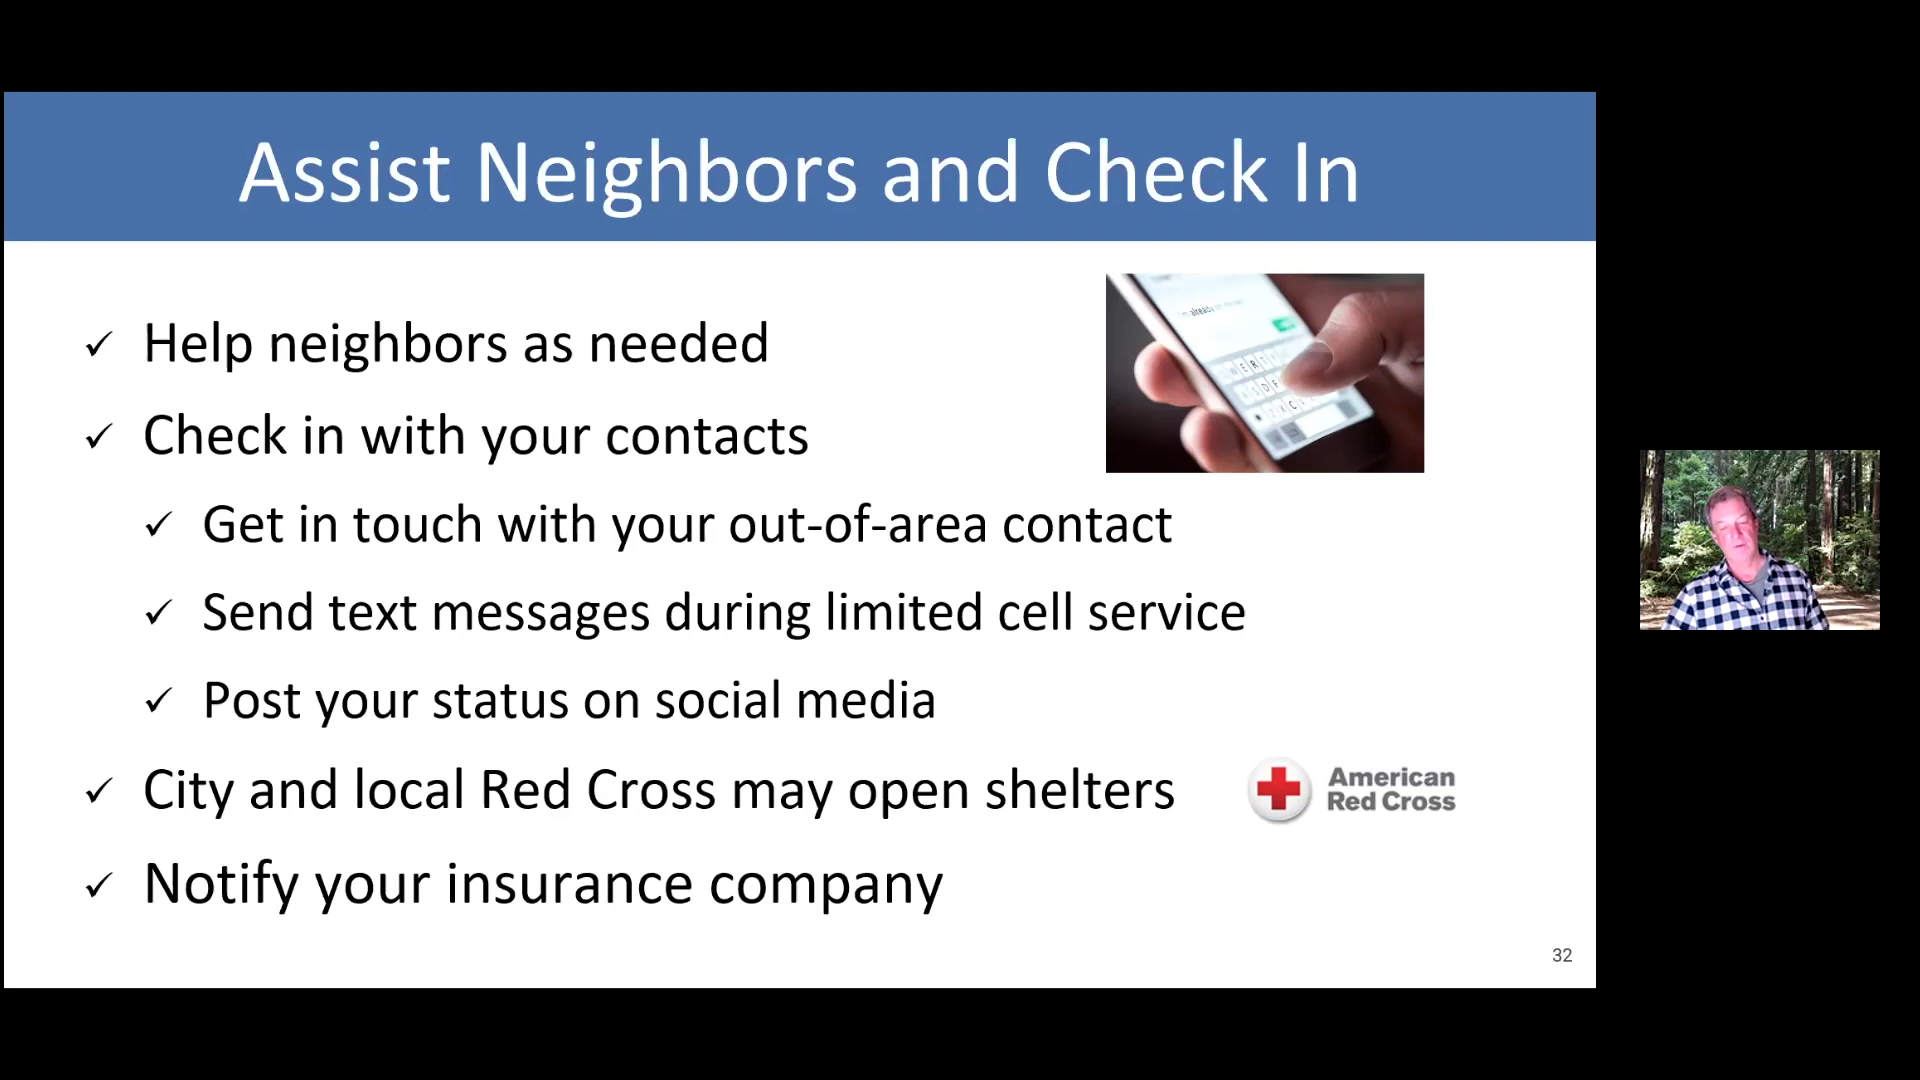 Assist Neighbors and Check In
✓ Help neighbors as needed
✓ Check in with your contacts
✓ Get in touch with your out-of-area contact
✓ Send text messages during limited cell service
✓ Post your status on social media
✓ City and local Red Cross may open shelters
American
Red Cross
✓ Notify your insurance company
32